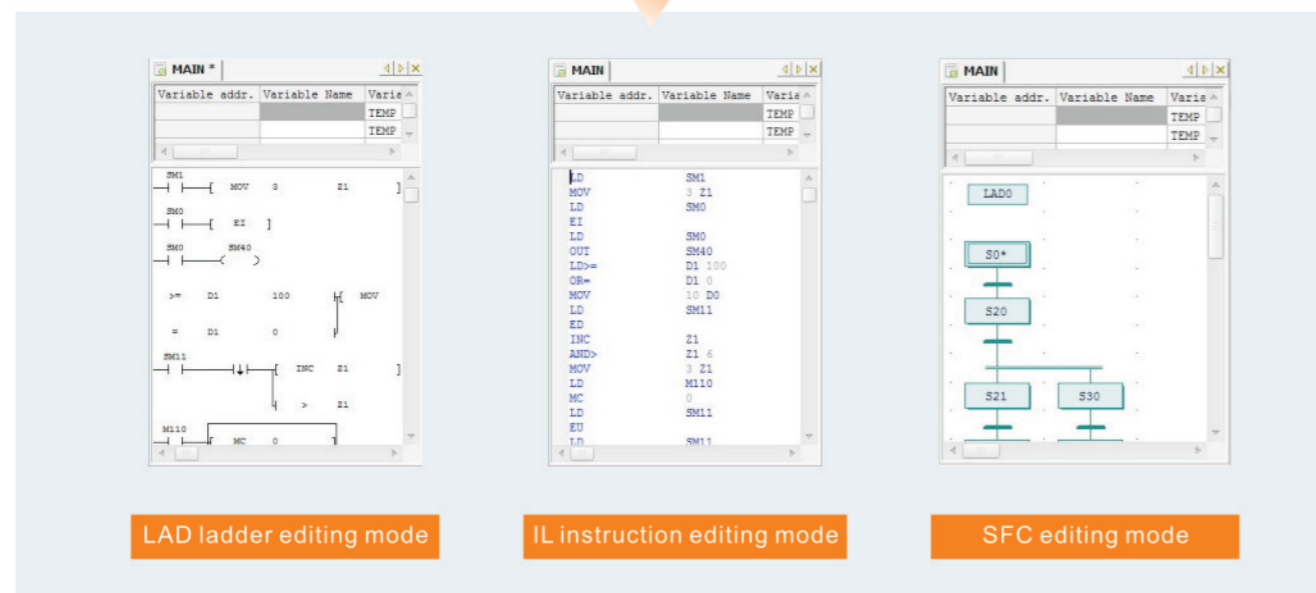 MAIN *
Variable addr. Variable Name Varia
TEMP
TEMP
SM1
MOV 3 Z1 ]
SM0
EI ]
SM0 SM40
>= D1 100 MOV
= D1 0
SM11
INC Z1 ]
> Z1
M110
MC 0
LAD ladder editing mode
MAIN
Variable addr. Variable Name Varia
TEMP
TEMP
LD SM1
MOV 3 Z1
LD SM0
EI
LD SM0
OUT SM40
LD>= D1 100
OR= D1 0
MOV 10 D0
LD SM11
ED
INC Z1
AND> Z1 6
MOV 3 Z1
LD M110
MC 0
LD SM11
EU
LD SM11
IL instruction editing mode
MAIN
Variable addr. Variable Name Varia
TEMP
TEMP
LAD0
S0*
S20
S21 S30
SFC editing mode